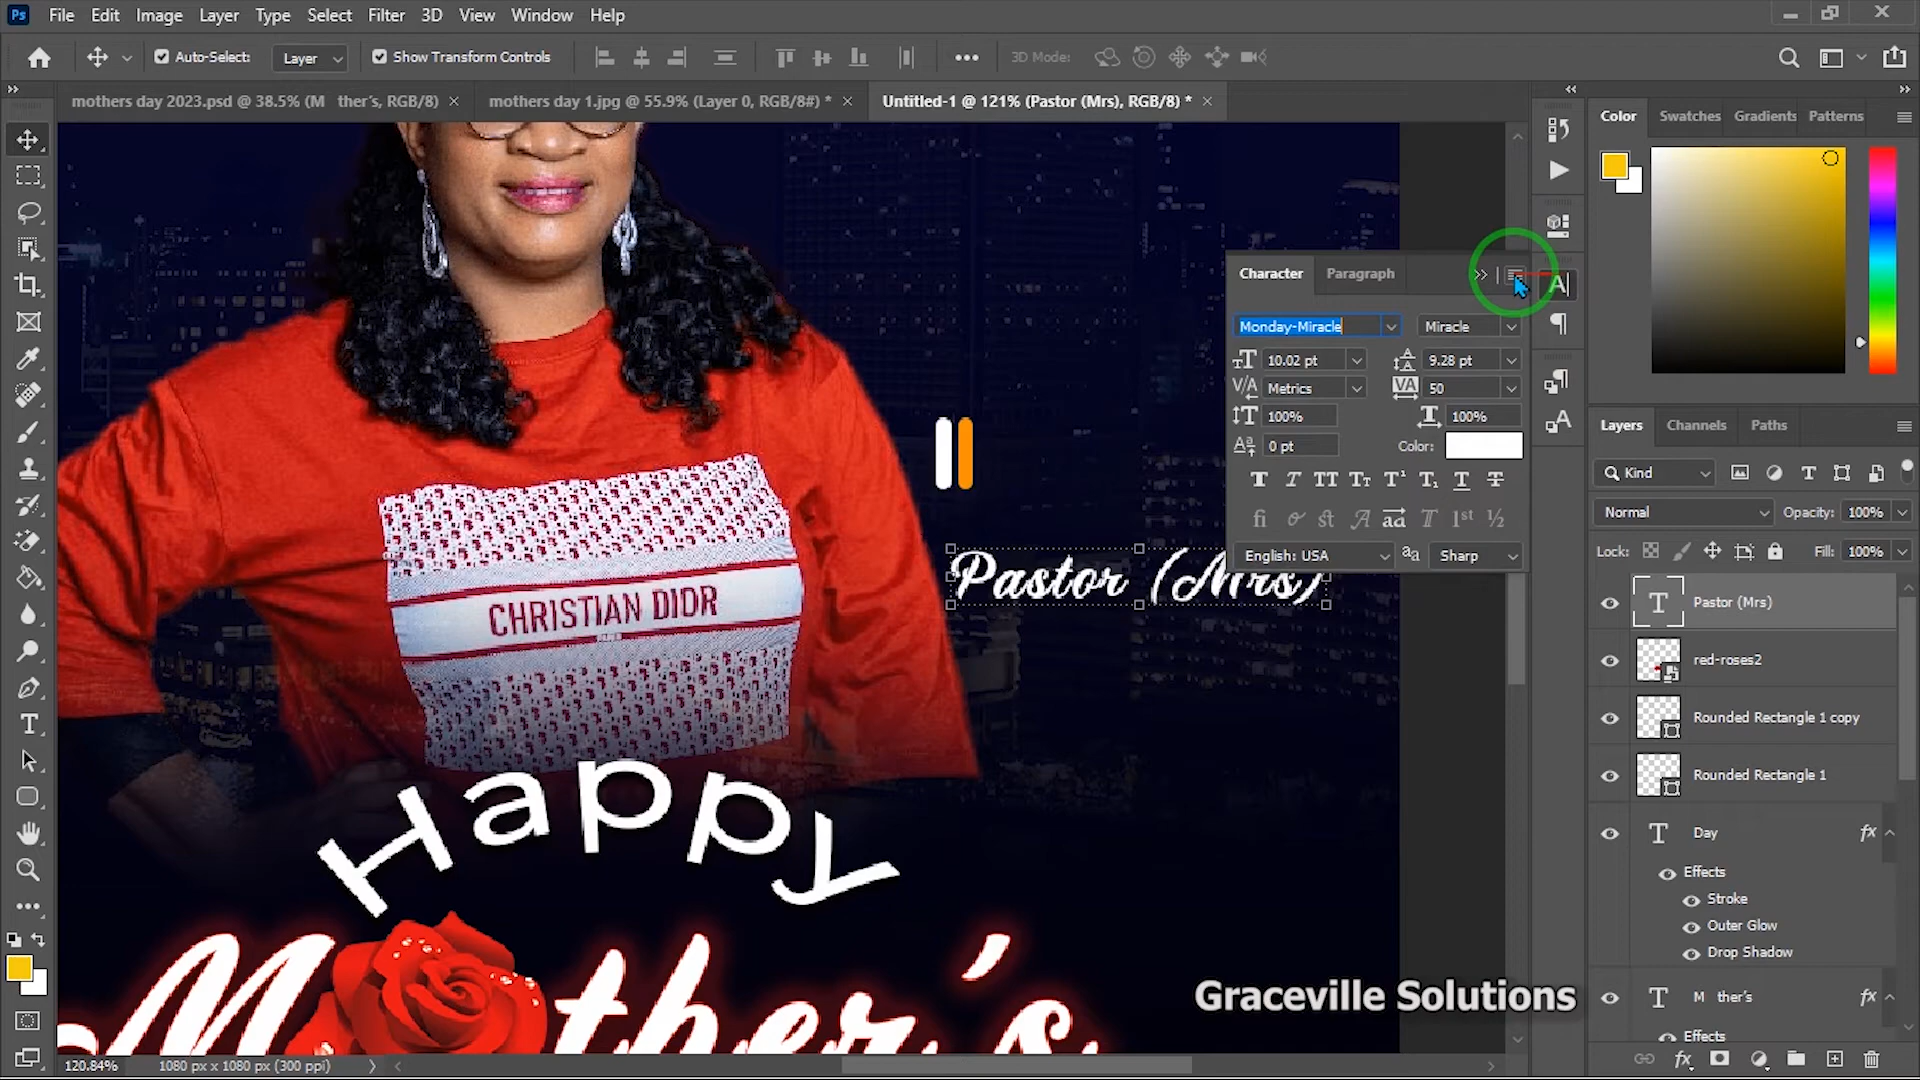 Ps File Edit Image Layer Type Select Filter 3D View Window Help
Auto-Select: Layer Show Transform Controls 3D Mode:
mothers day 2023.psd @ 38.5% (M ther's, RGB/8) mothers day 1.jpg @ 55.9% (Layer 0, RGB/8#) * Untitled-1 @ 121% (Pastor (Mrs), RGB/8) *
Color Swatches Gradients Patterns
Character Paragraph
Monday-Miracle Miracle
10.02 pt 9.28 pt
Metrics 50
100% 100%
0 pt Color:
English: USA Sharp
Layers Channels Paths
Kind
Normal Opacity: 100%
Lock: Fill: 100%
Pastor (Mrs)
red-roses2
Rounded Rectangle 1 copy
Rounded Rectangle 1
Day fx
Effects
Stroke
Outer Glow
Drop Shadow
M ther's fx
Effects
CHRISTIAN DIOR
Pastor (Mrs)
Happy
M ther's
Graceville Solutions
120.84% 1080 px x 1080 px (300 ppi)